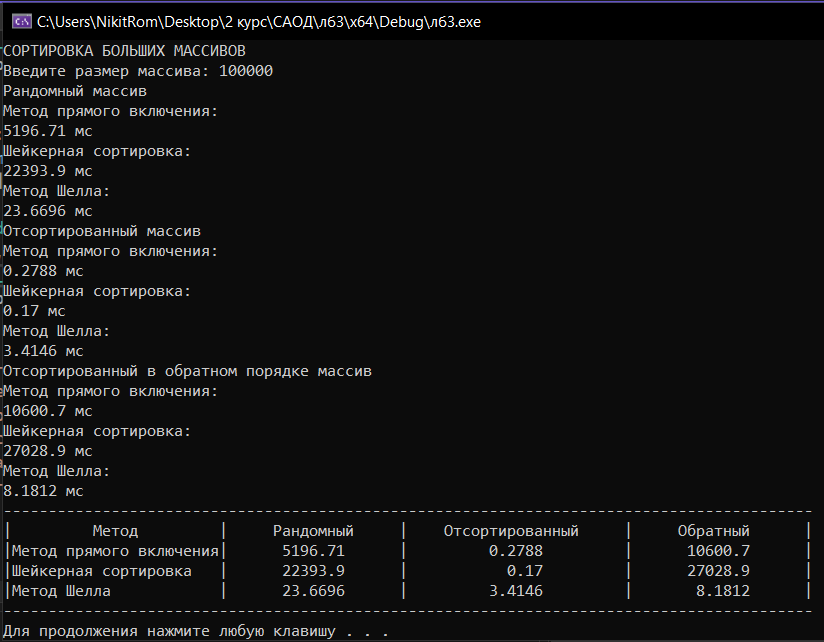 C:\Users\NikitRom\Desktop\2 курс\САОД\лб3\x64\Debug\лб3.exe
СОРТИРОВКА БОЛЬШИХ МАССИВОВ
Введите размер массива: 100000
Рандомный массив
Метод прямого включения:
5196.71 мс
Шейкерная сортировка:
22393.9 мс
Метод Шелла:
23.6696 мс
Отсортированный массив
Метод прямого включения:
0.2788 мс
Шейкерная сортировка:
0.17 мс
Метод Шелла:
3.4146 мс
Отсортированный в обратном порядке массив
Метод прямого включения:
10600.7 мс
Шейкерная сортировка:
27028.9 мс
Метод Шелла:
8.1812 мс
------------------------------------------------------------------------------------------
| Метод | Рандомный | Отсортированный | Обратный |
|Метод прямого включения| 5196.71 | 0.2788 | 10600.7 |
|Шейкерная сортировка | 22393.9 | 0.17 | 27028.9 |
|Метод Шелла | 23.6696 | 3.4146 | 8.1812 |
------------------------------------------------------------------------------------------
Для продолжения нажмите любую клавишу . . .